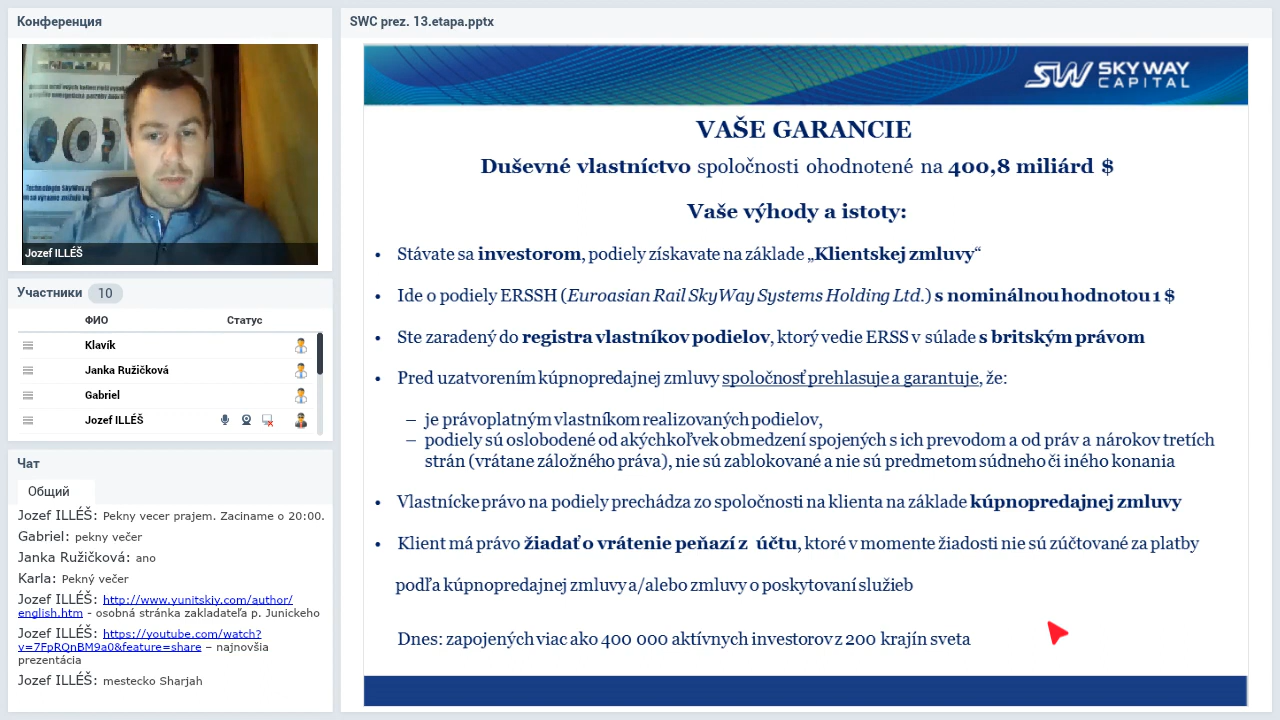 Конференция
Jozef ILLÉŠ
Участники 10
ФИО Статус
Klavík
Janka Ružičková
Gabriel
Jozef ILLÉŠ
Чат
Общий
Jozef ILLÉŠ: Pekny vecer prajem. Zaciname o 20:00.
Gabriel: pekny večer
Janka Ružičková: ano
Karla: Pekný večer
Jozef ILLÉŠ: http://www.yunitskiy.com/author/
english.htm - osobná stránka zakladateľa p. Junickeho
Jozef ILLÉŠ: https://youtube.com/watch?
v=7FpRQnBM9a0&feature=share – najnovšia
prezentácia
Jozef ILLÉŠ: mestecko Sharjah
SWC prez. 13.etapa.pptx
SW SKY WAY
CAPITAL
VAŠE GARANCIE
Duševné vlastníctvo spoločnosti ohodnotené na 400,8 miliárd $
Vaše výhody a istoty:
• Stávate sa investorom, podiely získavate na základe „Klientskej zmluvy“
• Ide o podiely ERSSH (Euroasian Rail SkyWay Systems Holding Ltd.) s nominálnou hodnotou 1 $
• Ste zaradený do registra vlastníkov podielov, ktorý vedie ERSS v súlade s britským právom
• Pred uzatvorením kúpnopredajnej zmluvy spoločnosť prehlasuje a garantuje, že:
– je právoplatným vlastníkom realizovaných podielov,
– podiely sú oslobodené od akýchkoľvek obmedzení spojených s ich prevodom a od práv a nárokov tretích
strán (vrátane záložného práva), nie sú zablokované a nie sú predmetom súdneho či iného konania
• Vlastnícke právo na podiely prechádza zo spoločnosti na klienta na základe kúpnopredajnej zmluvy
• Klient má právo žiadať o vrátenie peňazí z účtu, ktoré v momente žiadosti nie sú zúčtované za platby
podľa kúpnopredajnej zmluvy a/alebo zmluvy o poskytovaní služieb
Dnes: zapojených viac ako 400 000 aktívnych investorov z 200 krajín sveta